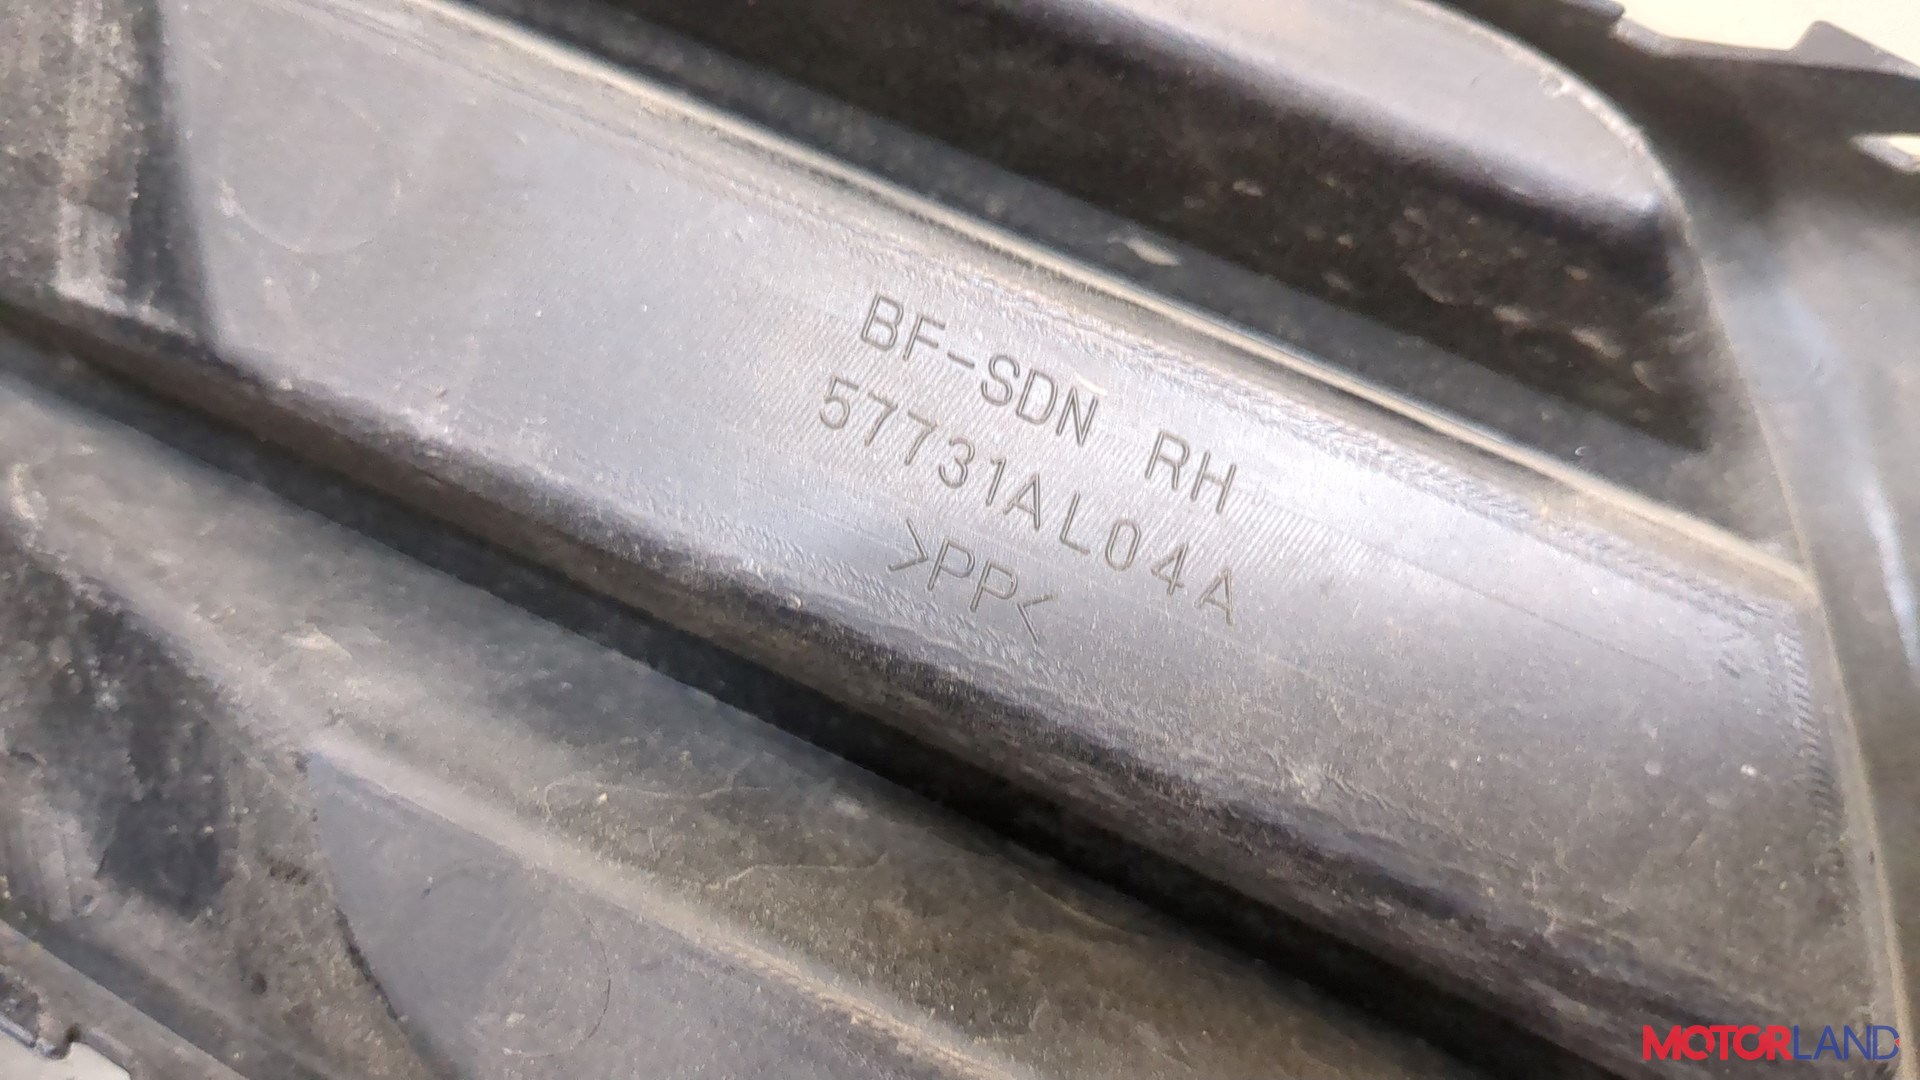 BF-SDN RH
57731AL04A
>PP<
MOTORLAND